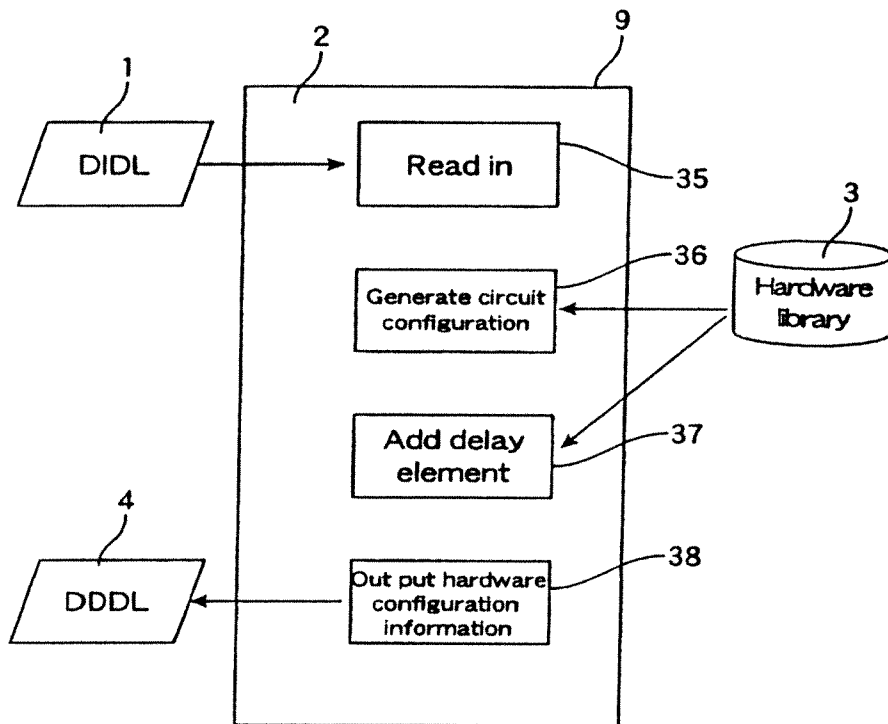 9
2
1
DIDL
Read in
35
3
36
Generate circuit
configuration
Hardware
library
Add delay
element
37
4
38
DDDL
Out put hardware
configuration
information